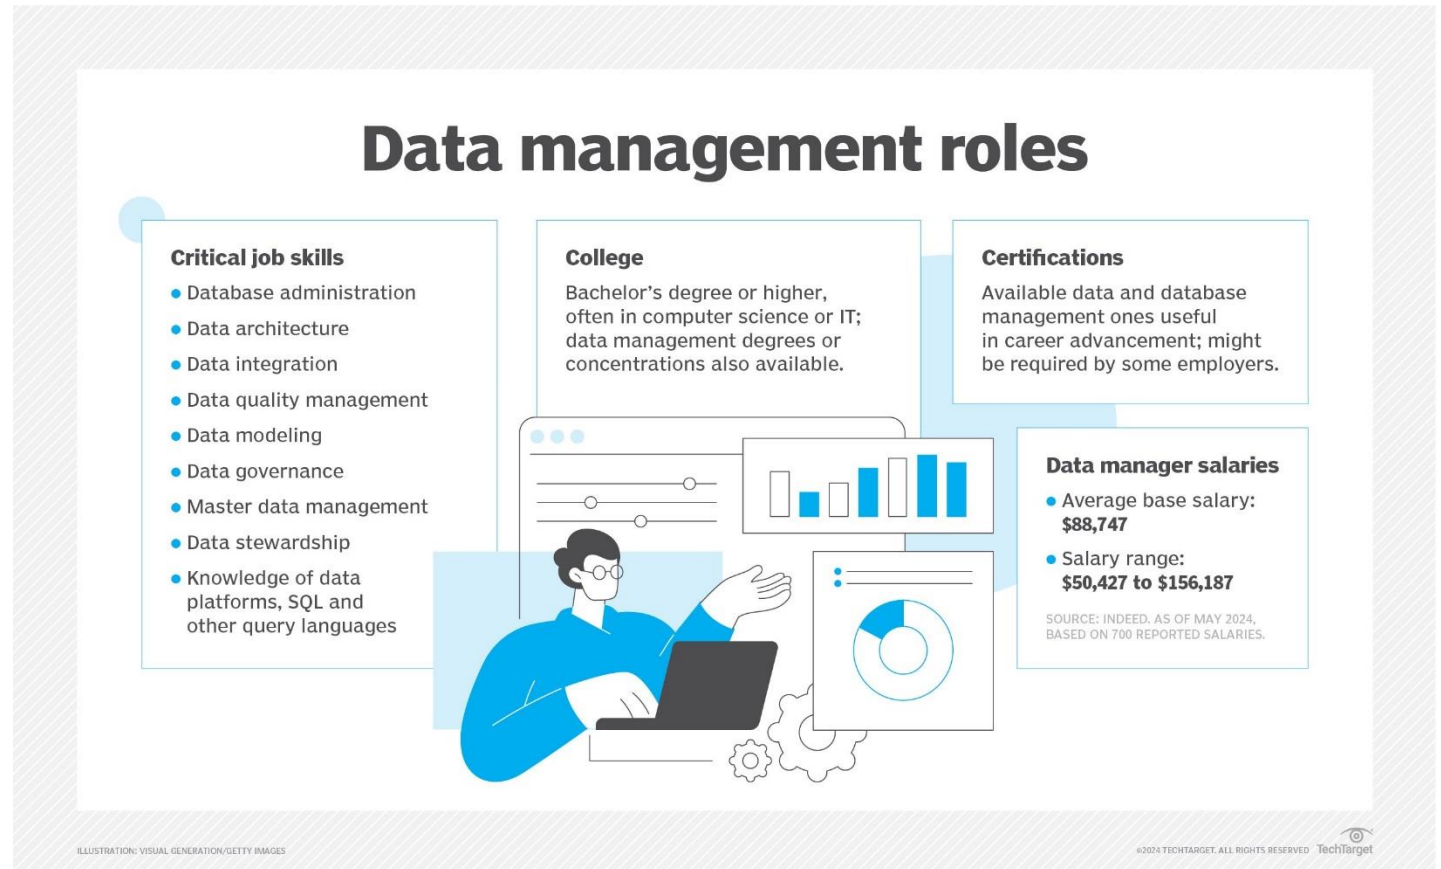 Data management roles
Critical job skills
Database administration
Data architecture
Data integration
Data quality management
Data modeling
Data governance
Master data management
Data stewardship
Knowledge of data
platforms, SQL and
other query languages
College
Bachelor’s degree or higher,
often in computer science or IT;
data management degrees or
concentrations also available.
Certifications
Available data and database
management ones useful
in career advancement; might
be required by some employers.
Data manager salaries
Average base salary:
$88,747
Salary range:
$50,427 to $156,187
SOURCE: INDEED. AS OF MAY 2024,
BASED ON 700 REPORTED SALARIES.
ILLUSTRATION: VISUAL GENERATION/GETTY IMAGES
©2024 TECHTARGET. ALL RIGHTS RESERVED TechTarget